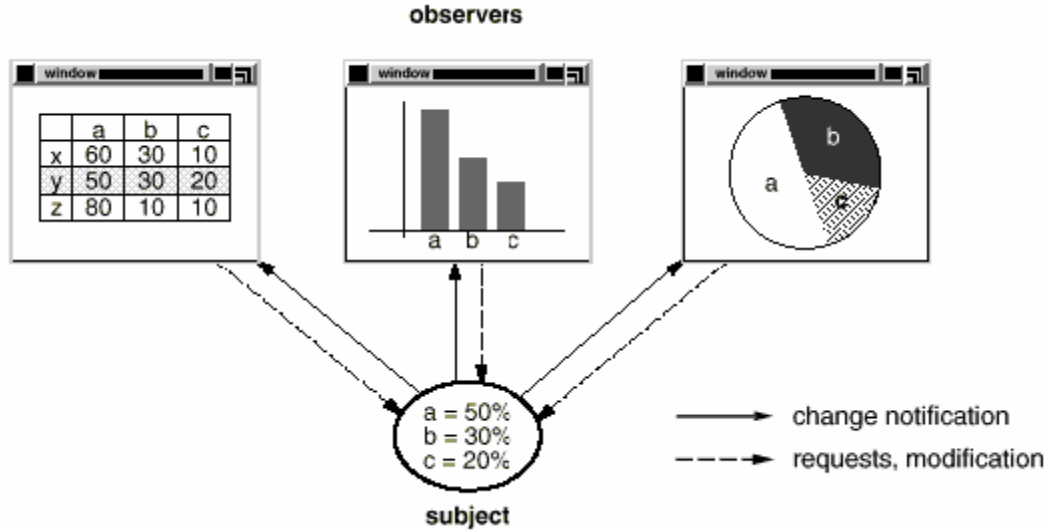 observers
window
a b c
x 60 30 10
y 50 30 20
z 80 10 10
window
a b c
window
a
b
c
a = 50%
b = 30%
c = 20%
subject
change notification
requests, modification